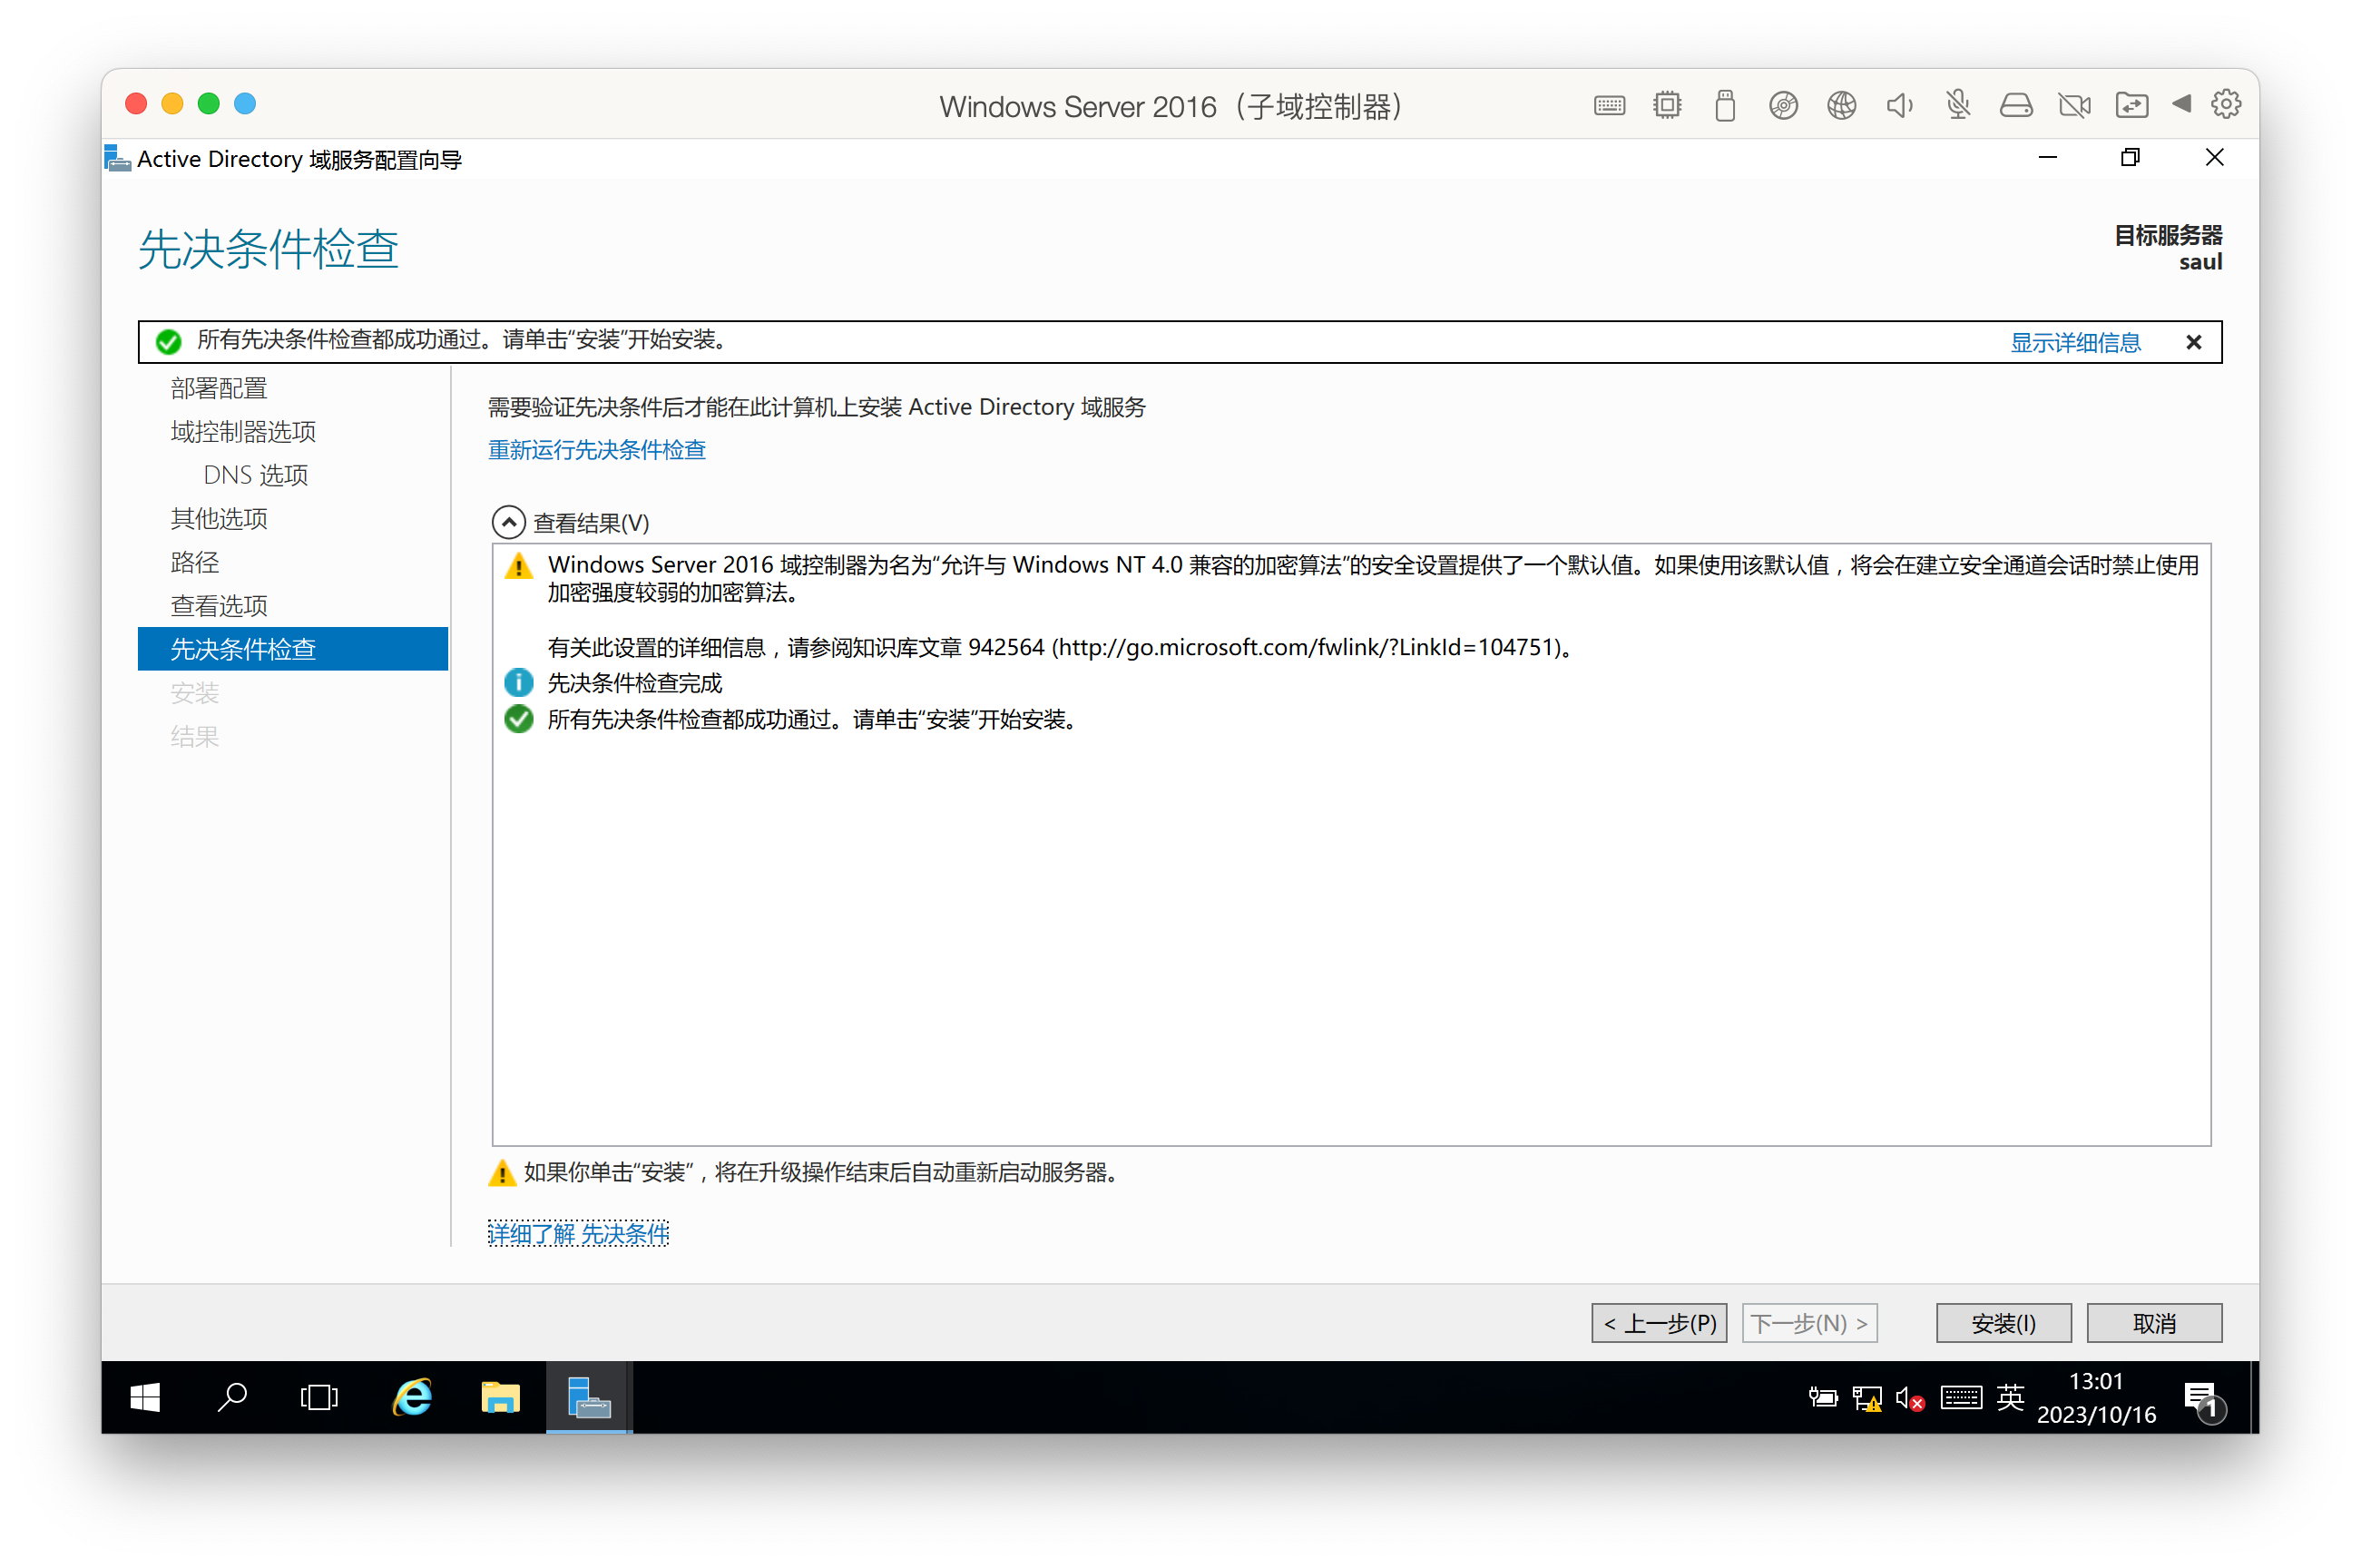 Windows Server 2016（子域控制器）
Active Directory 域服务配置向导
先决条件检查
目标服务器
saul
所有先决条件检查都成功通过。请单击“安装”开始安装。
显示详细信息
部署配置
域控制器选项
DNS 选项
其他选项
路径
查看选项
先决条件检查
安装
结果
需要验证先决条件后才能在此计算机上安装 Active Directory 域服务
重新运行先决条件检查
查看结果(V)
Windows Server 2016 域控制器为名为“允许与 Windows NT 4.0 兼容的加密算法”的安全设置提供了一个默认值。如果使用该默认值，将会在建立安全通道会话时禁止使用
加密强度较弱的加密算法。
有关此设置的详细信息，请参阅知识库文章 942564 (http://go.microsoft.com/fwlink/?LinkId=104751)。
先决条件检查完成
所有先决条件检查都成功通过。请单击“安装”开始安装。
如果你单击“安装”，将在升级操作结束后自动重新启动服务器。
详细了解 先决条件
< 上一步(P)
下一步(N) >
安装(I)
取消
英
13:01
2023/10/16
1